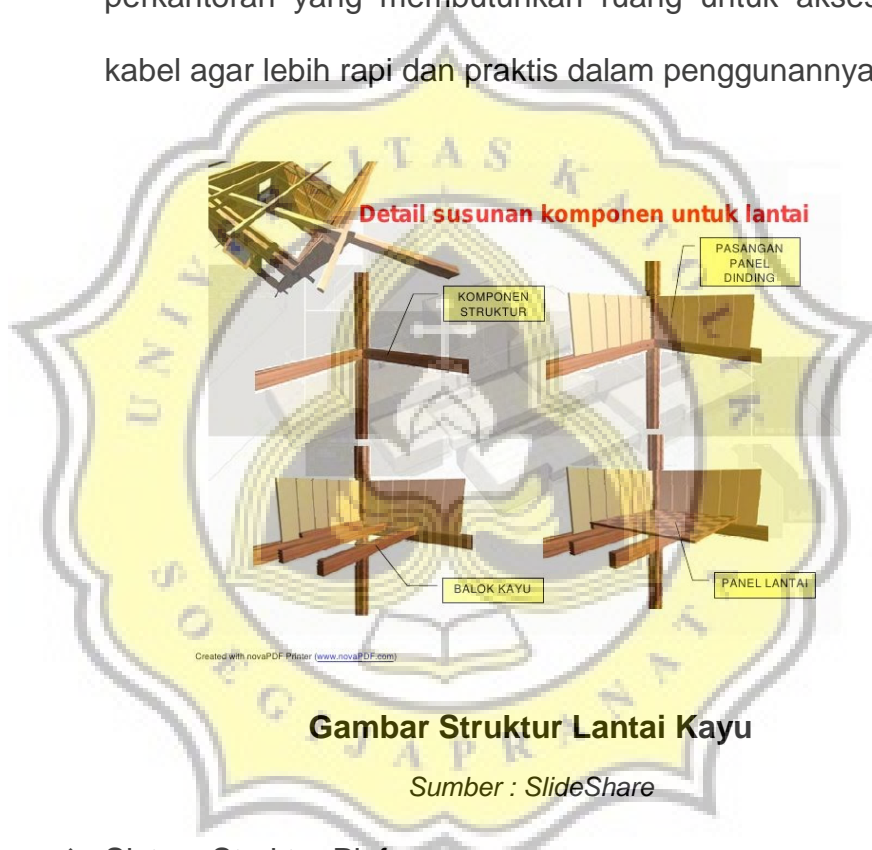 perkantoran yang membutuhkan ruang untuk akses
kabel agar lebih rapi dan praktis dalam penggunannya
Detail susunan komponen untuk lantai
KOMPONEN
STRUKTUR
PASANGAN
PANEL
DINDING
BALOK KAYU
PANEL LANTAI
Created with novaPDF Printer (www.novaPDF.com)
Gambar Struktur Lantai Kayu
Sumber : SlideShare